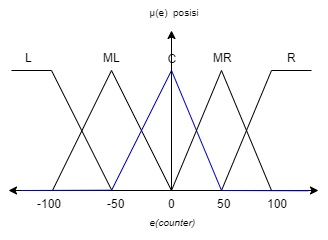 μ(e) posisi
L ML C MR R
-100 -50 0 50 100
e(counter)